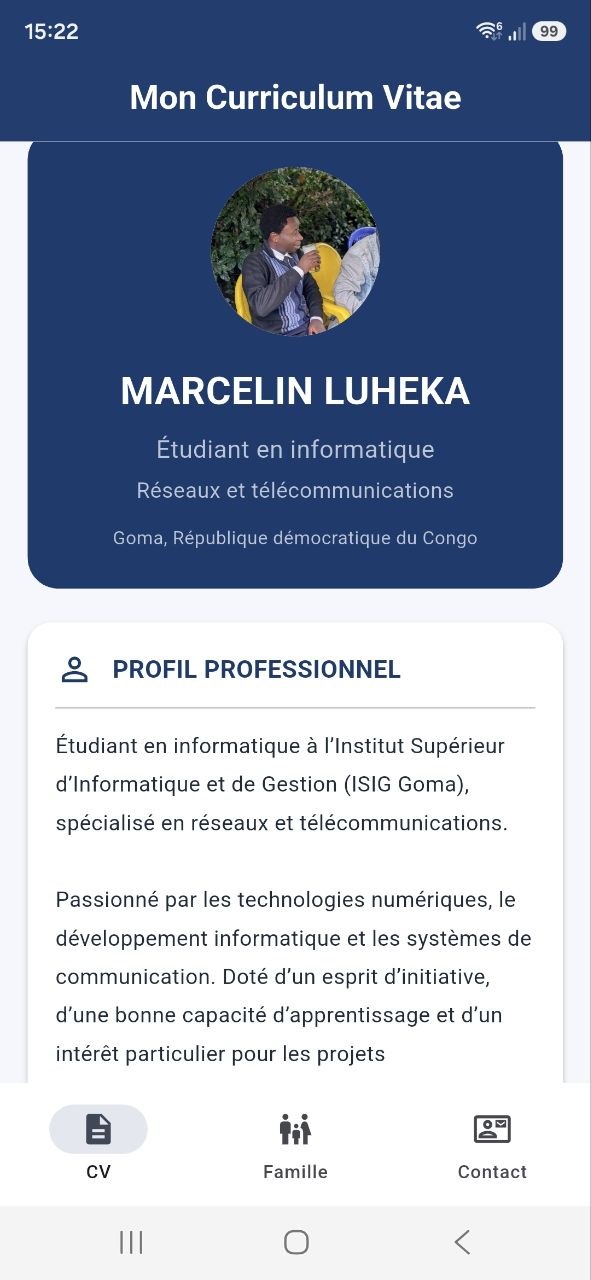 15:22
6
99
Mon Curriculum Vitae
MARCELIN LUHEKA
Étudiant en informatique
Réseaux et télécommunications
Goma, République démocratique du Congo
PROFIL PROFESSIONNEL
Étudiant en informatique à l’Institut Supérieur
d’Informatique et de Gestion (ISIG Goma),
spécialisé en réseaux et télécommunications.
Passionné par les technologies numériques, le
développement informatique et les systèmes de
communication. Doté d’un esprit d’initiative,
d’une bonne capacité d’apprentissage et d’un
intérêt particulier pour les projets
CV
Famille
Contact